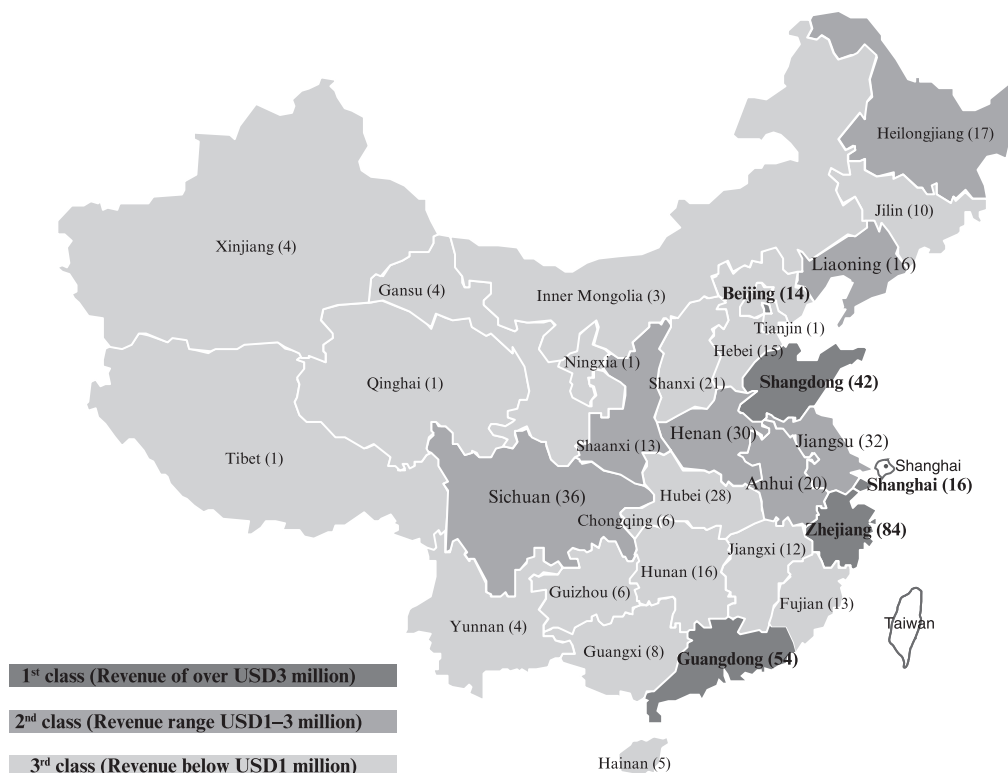 Heilongjiang (17)
Jilin (10)
Xinjiang (4)
Liaoning (16)
Gansu (4)
Inner Mongolia (3)
Beijing (14)
Tianjin (1)
Hebei (15)
Ningxia (1)
Qinghai (1)
Shanxi (21)
Shangdong (42)
Henan (30)
Jiangsu (32)
Shaanxi (13)
Tibet (1)
Shanghai
Anhui (20)
Shanghai (16)
Sichuan (36)
Hubei (28)
Chongqing (6)
Zhejiang (84)
Jiangxi (12)
Hunan (16)
Guizhou (6)
Fujian (13)
Yunnan (4)
Taiwan
Guangxi (8)
Guangdong (54)
1st class (Revenue of over USD3 million)
2nd class (Revenue range USD1–3 million)
3rd class (Revenue below USD1 million)
Hainan (5)